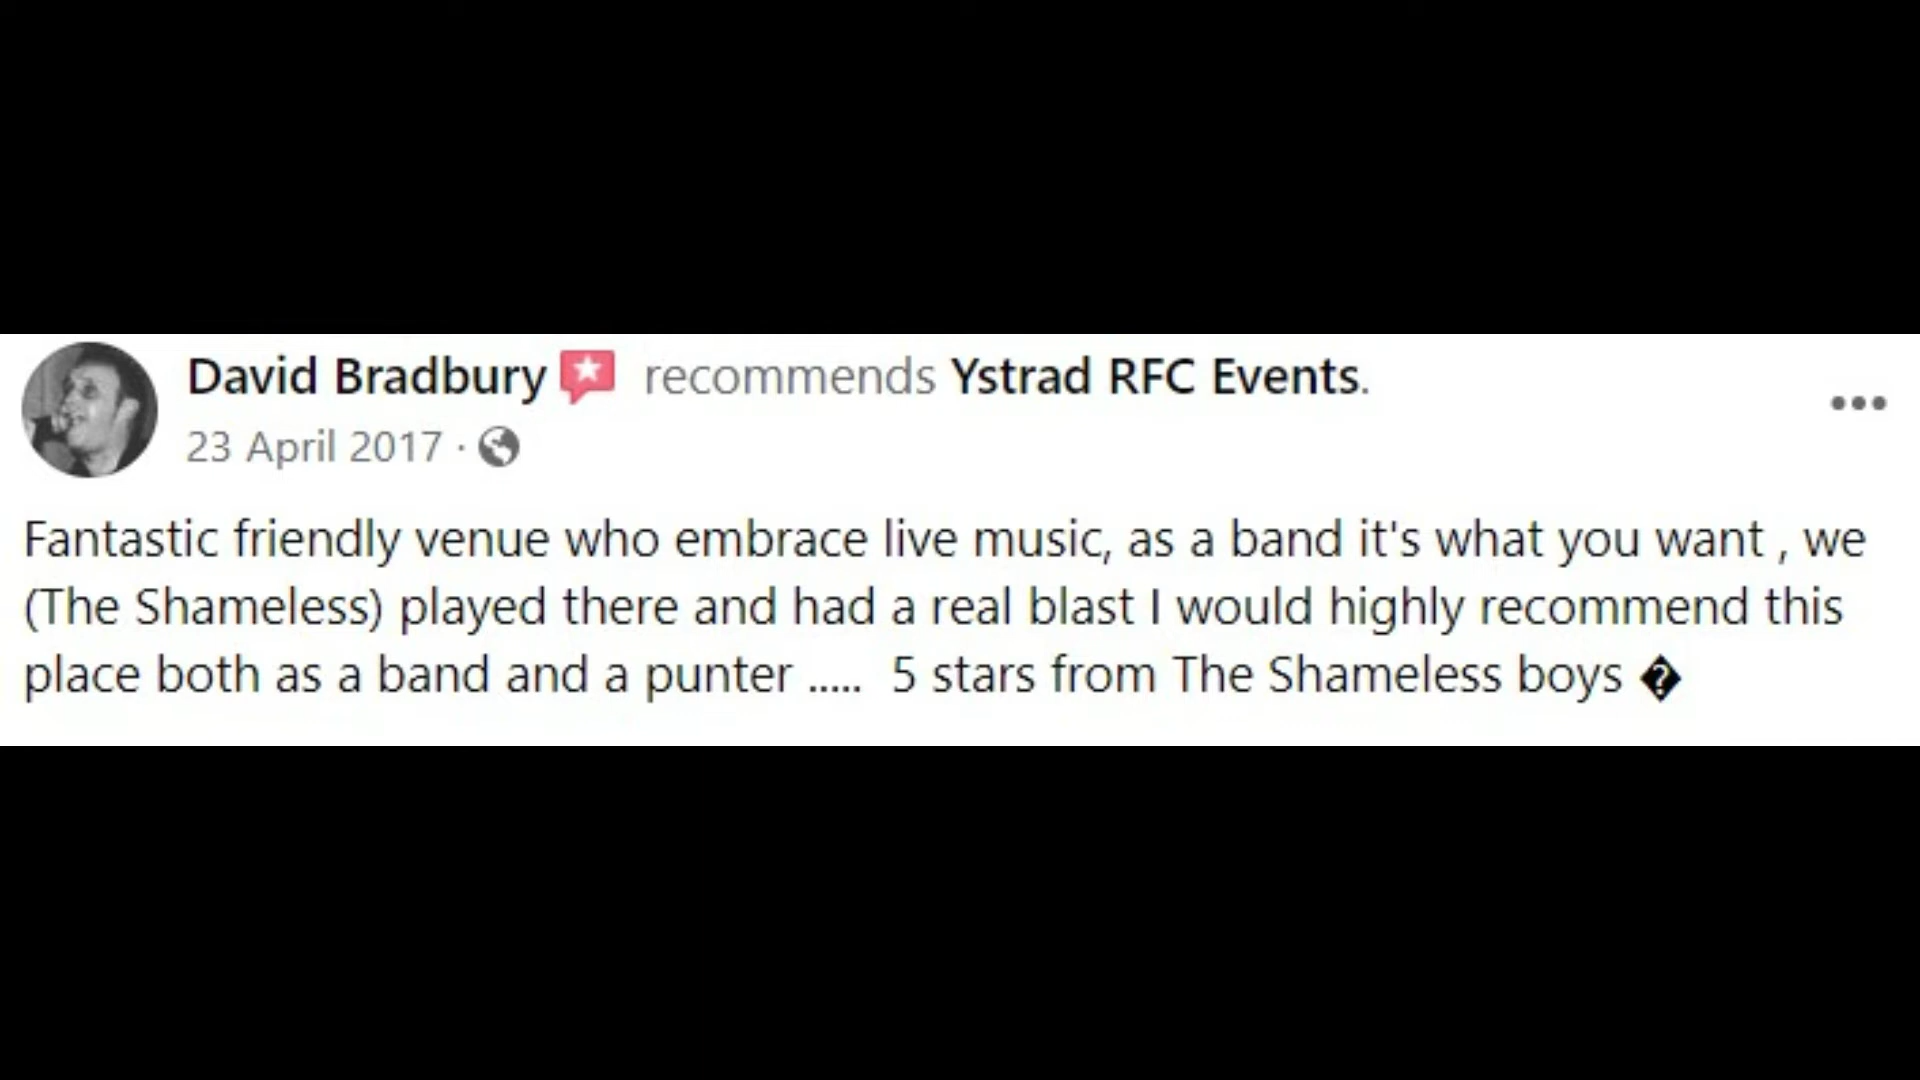 David Bradbury recommends Ystrad RFC Events.
23 April 2017 ·
Fantastic friendly venue who embrace live music, as a band it's what you want , we
(The Shameless) played there and had a real blast I would highly recommend this
place both as a band and a punter ..... 5 stars from The Shameless boys �